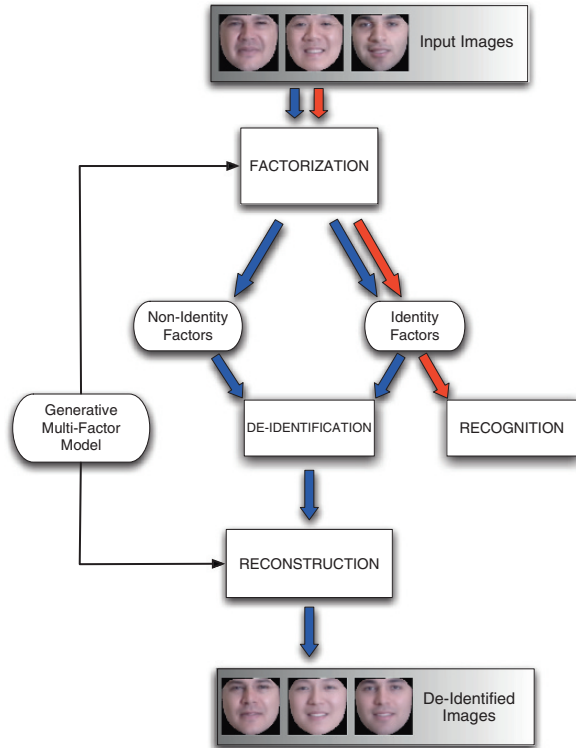 Input Images
FACTORIZATION
Non-Identity
Factors
Identity
Factors
Generative
Multi-Factor
Model
DE-IDENTIFICATION
RECOGNITION
RECONSTRUCTION
De-Identified
Images